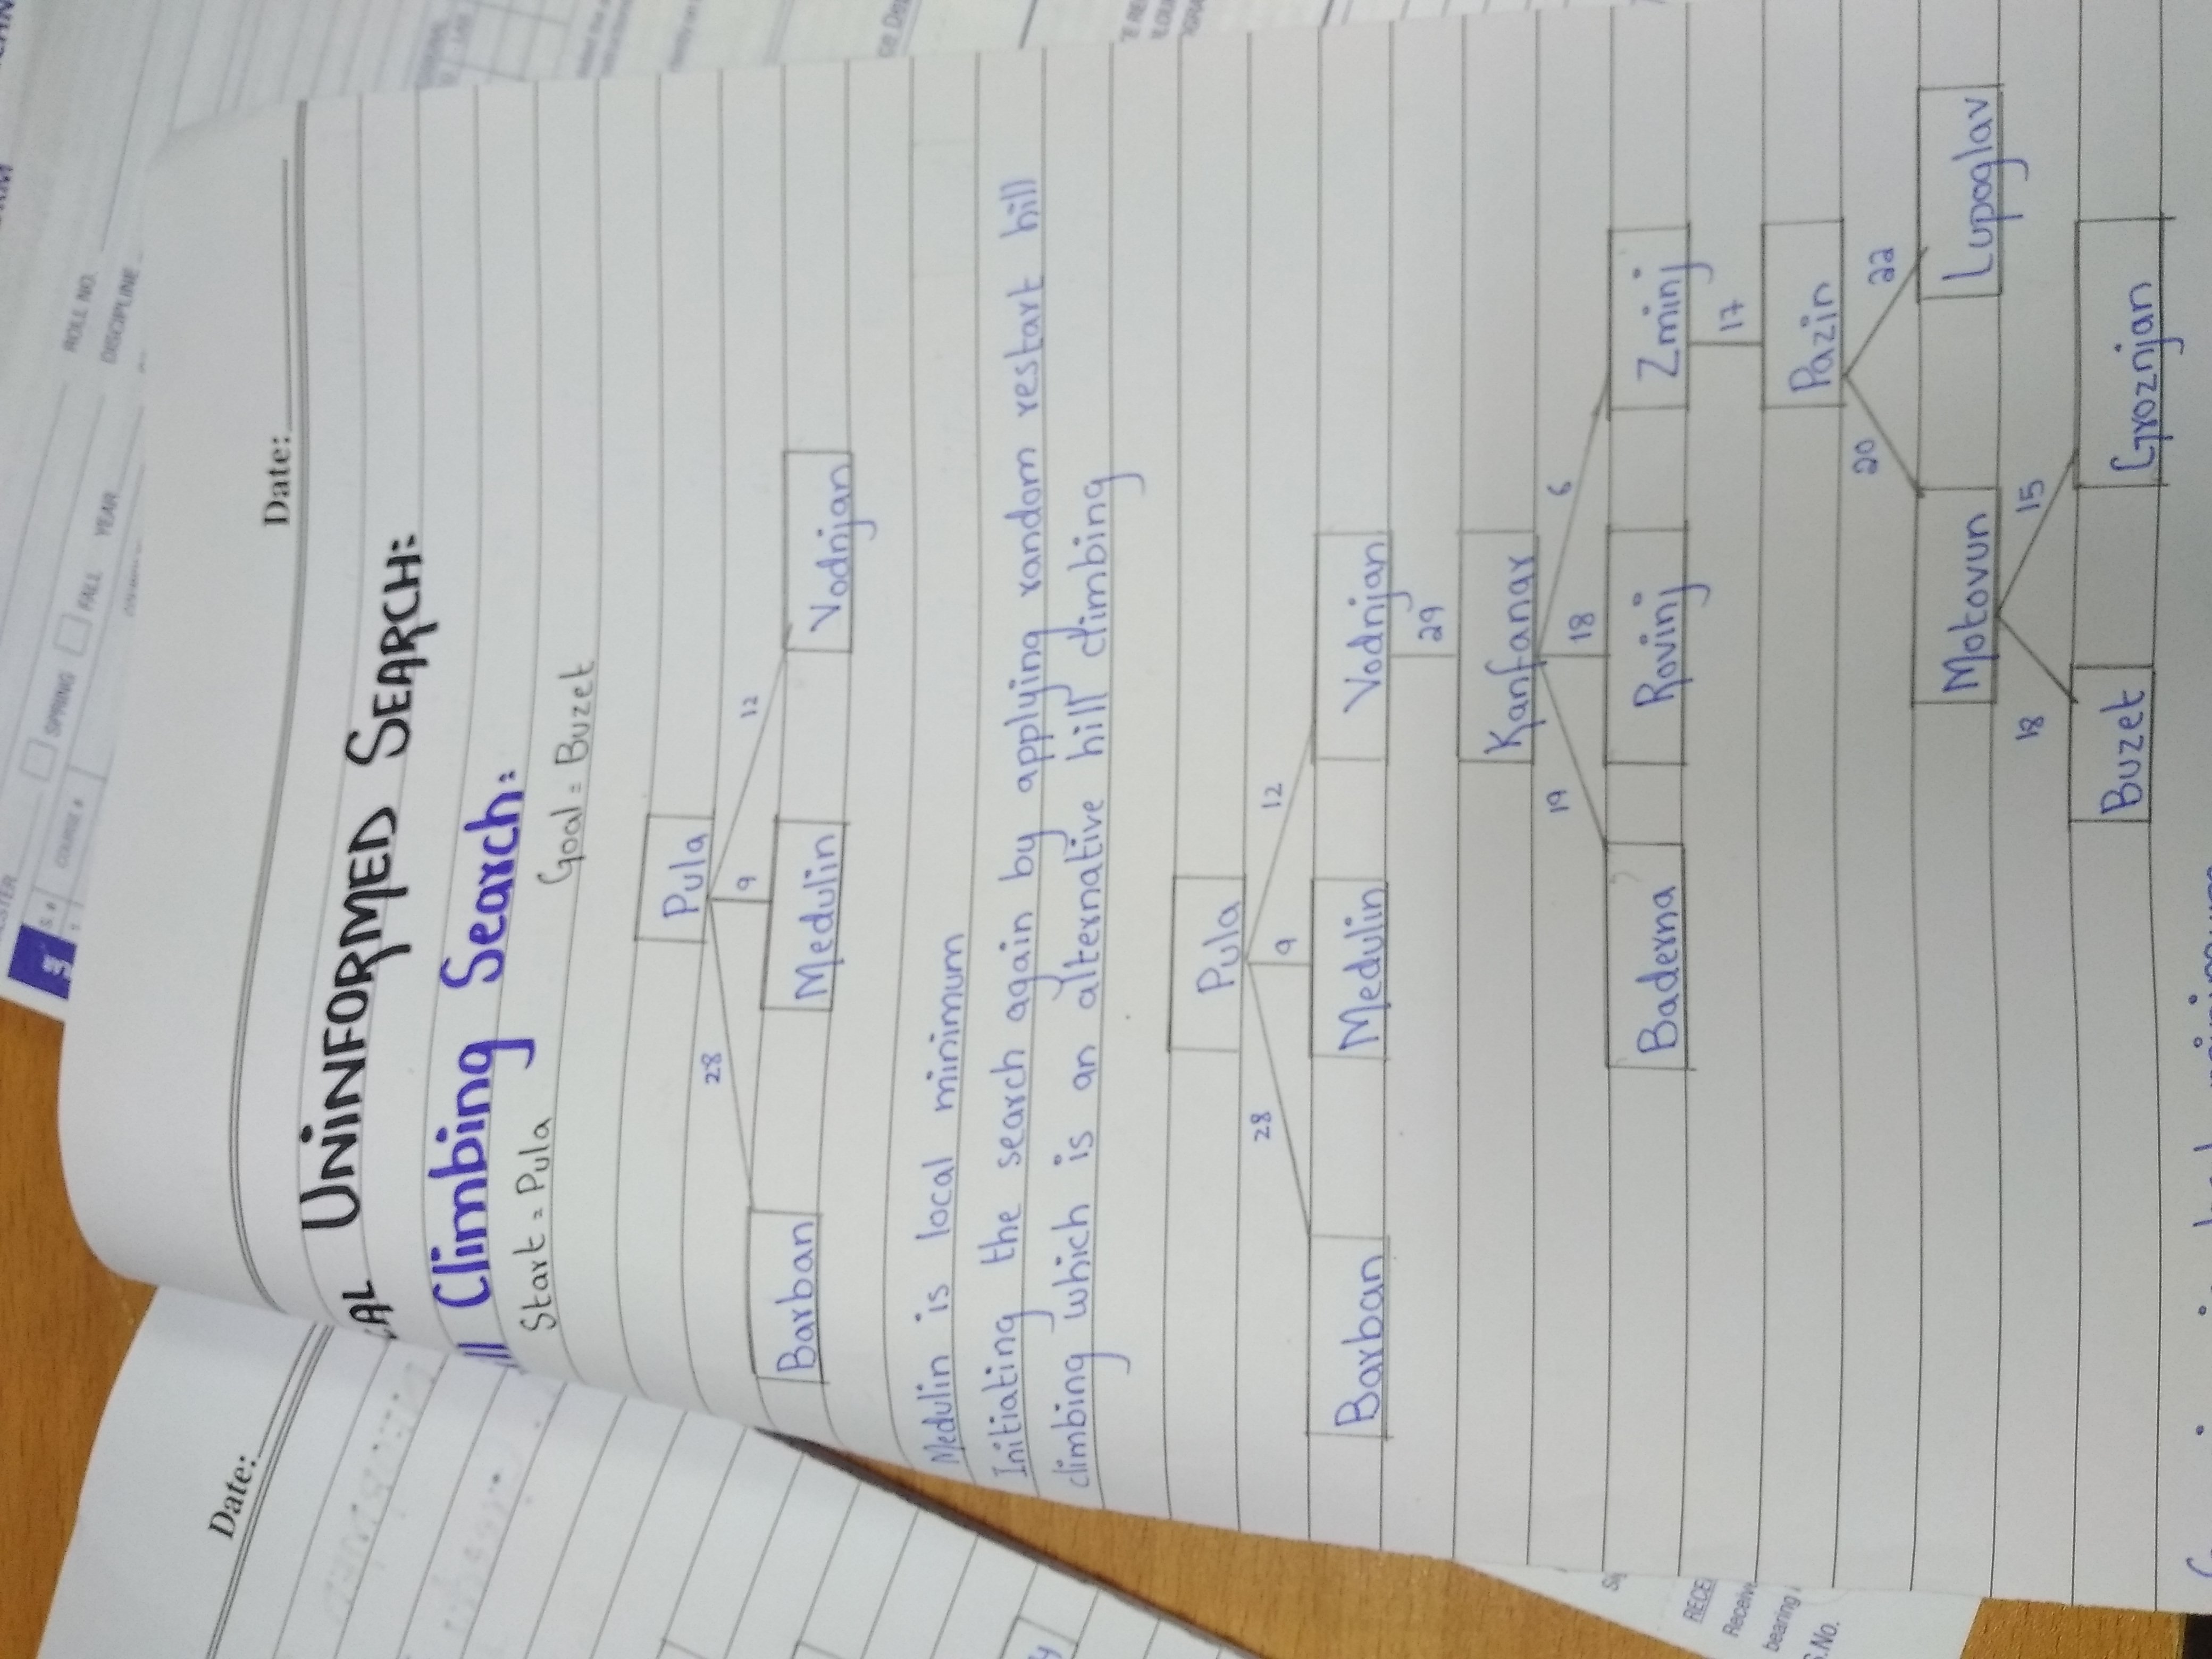 Date:
CAL UNINFORMED SEARCH:
Climbing Search:
Start = Pula Goal = Buzet
Pula
28 9 12
Barban Medulin Vodnjan
Medulin is local minimum
Initiating the search again by applying random restart hill
climbing which is an alternative hill climbing
Pula
28 9 12
Barban Medulin Vodnjan
29
Kanfanar
19 18 6
Baderna Rovinj Zminj
17
Pazin
20 22
Motovun Lupoglav
18 15
Buzet Groznjan
Date:
ROLL NO.
DISCIPLINE
SPRING FALL YEAR
COURSE #
S. #
RECEI
Receiv
bearing
S.No.